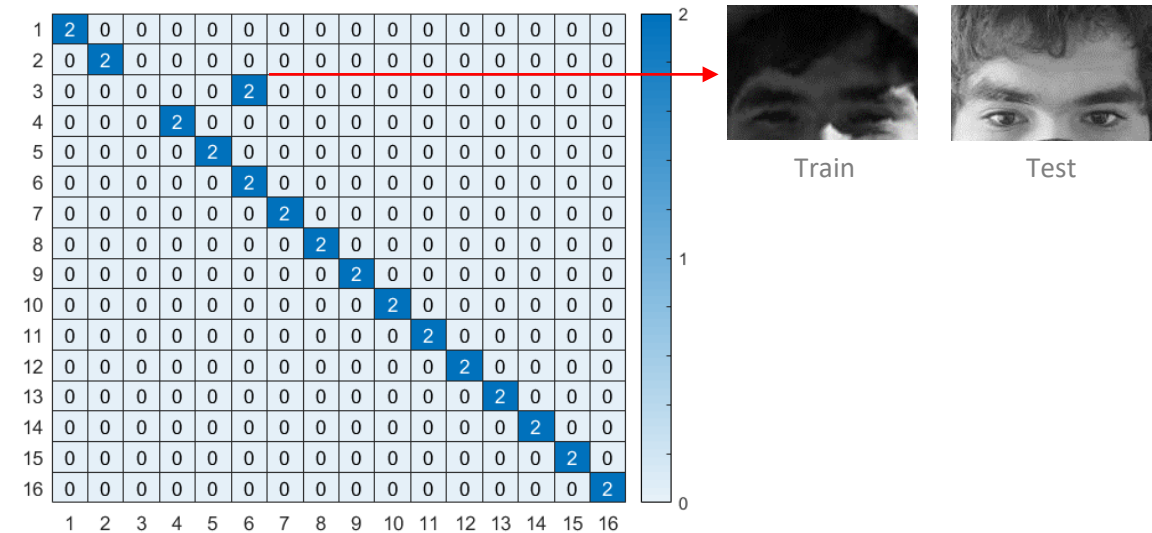 1 2 0 0 0 0 0 0 0 0 0 0 0 0 0 0 0 2
2 0 2 0 0 0 0 0 0 0 0 0 0 0 0 0 0
3 0 0 0 0 0 2 0 0 0 0 0 0 0 0 0 0
4 0 0 0 2 0 0 0 0 0 0 0 0 0 0 0 0
5 0 0 0 0 2 0 0 0 0 0 0 0 0 0 0 0 Train Test
6 0 0 0 0 0 2 0 0 0 0 0 0 0 0 0 0
7 0 0 0 0 0 0 2 0 0 0 0 0 0 0 0 0
8 0 0 0 0 0 0 0 2 0 0 0 0 0 0 0 0 1
9 0 0 0 0 0 0 0 0 2 0 0 0 0 0 0 0
10 0 0 0 0 0 0 0 0 0 2 0 0 0 0 0 0
11 0 0 0 0 0 0 0 0 0 0 2 0 0 0 0 0
12 0 0 0 0 0 0 0 0 0 0 0 2 0 0 0 0
13 0 0 0 0 0 0 0 0 0 0 0 0 2 0 0 0
14 0 0 0 0 0 0 0 0 0 0 0 0 0 2 0 0
15 0 0 0 0 0 0 0 0 0 0 0 0 0 0 2 0
16 0 0 0 0 0 0 0 0 0 0 0 0 0 0 0 2 0
1 2 3 4 5 6 7 8 9 10 11 12 13 14 15 16